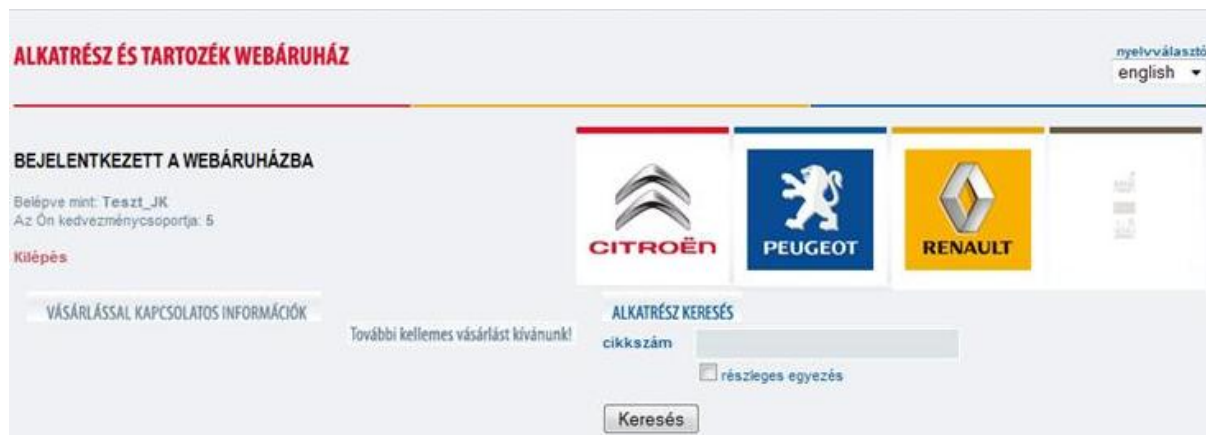 ALKATRÉSZ ÉS TARTOZÉK WEBÁRUHÁZ
nyelvválasztó
english
BEJELENTKEZETT A WEBÁRUHÁZBA
Belépve mint: Teszt_JK
Az Ön kedvezménycsoportja: 5
Kilépés
CITROËN
PEUGEOT
RENAULT
VÁSÁRLÁSSAL KAPCSOLATOS INFORMÁCIÓK
További kellemes vásárlást kívánunk!
ALKATRÉSZ KERESÉS
cikkszám
részleges egyezés
Keresés